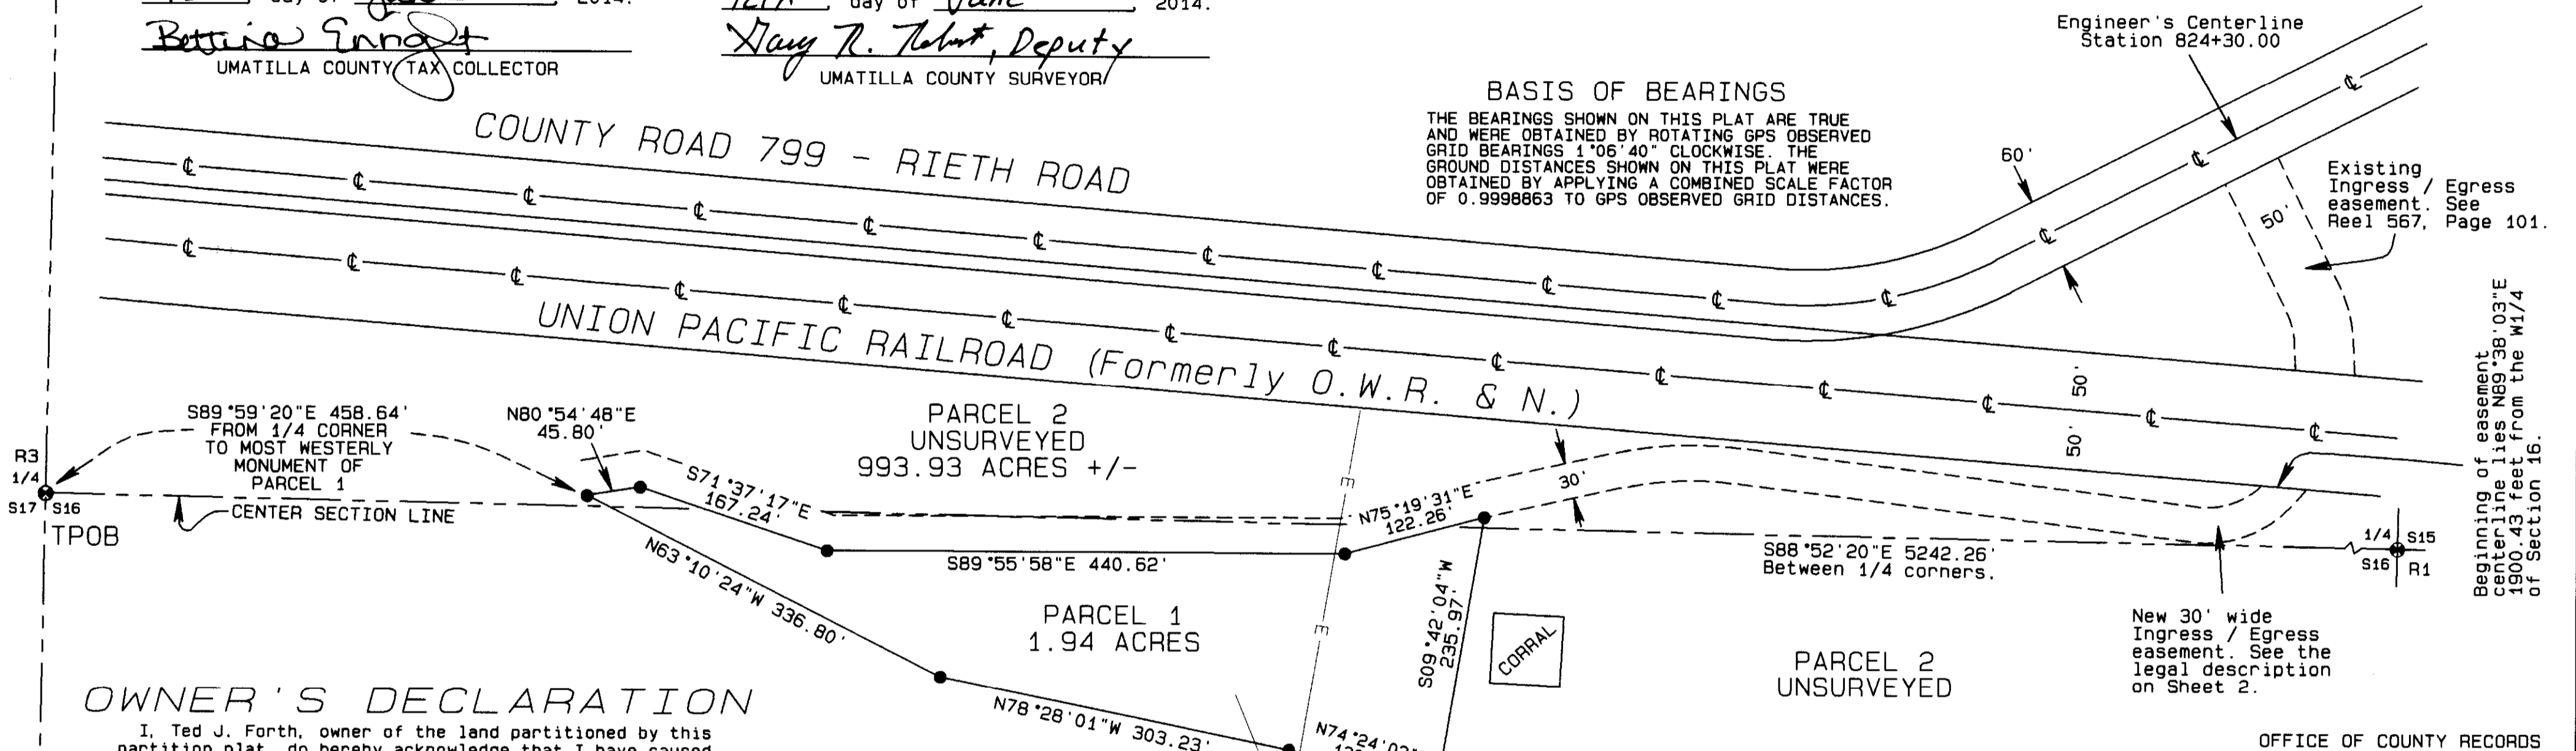 day of June, 2014.
Bettina Enright
UMATILLA COUNTY TAX COLLECTOR
12th day of June, 2014.
Gary R. , Deputy
UMATILLA COUNTY SURVEYOR
Engineer's Centerline
Station 824+30.00
BASIS OF BEARINGS
THE BEARINGS SHOWN ON THIS PLAT ARE TRUE
AND WERE OBTAINED BY ROTATING GPS OBSERVED
GRID BEARINGS 1°06'40" CLOCKWISE. THE
GROUND DISTANCES SHOWN ON THIS PLAT WERE
OBTAINED BY APPLYING A COMBINED SCALE FACTOR
OF 0.9998863 TO GPS OBSERVED GRID DISTANCES.
COUNTY ROAD 799 - RIETH ROAD
60'
Existing
Ingress / Egress
easement. See
Reel 567, Page 101.
50'
UNION PACIFIC RAILROAD (Formerly O.W.R. & N.)
50'
50'
Beginning of easement
centerline lies N89°38'03"E
1900.43 feet from the W1/4
of Section 16.
S89°59'20"E 458.64'
FROM 1/4 CORNER
TO MOST WESTERLY
MONUMENT OF
PARCEL 1
N80°54'48"E
45.80'
PARCEL 2
UNSURVEYED
993.93 ACRES +/-
R3
1/4
S17 S16
TPOB
CENTER SECTION LINE
S71°37'17"E
167.24'
E
N75°19'31"E
122.26'
30'
S89°55'58"E 440.62'
S88°52'20"E 5242.26'
Between 1/4 corners.
1/4 S15
S16 R1
N63°10'24"W 336.80'
PARCEL 1
1.94 ACRES
E
S09°42'04"W
235.97'
CORRAL
PARCEL 2
UNSURVEYED
New 30' wide
Ingress / Egress
easement. See the
legal description
on Sheet 2.
N78°28'01"W 303.23'
OWNER'S DECLARATION
I, Ted J. Forth, owner of the land partitioned by this
partition plat, do hereby acknowledge that I have caused
OFFICE OF COUNTY RECORDS